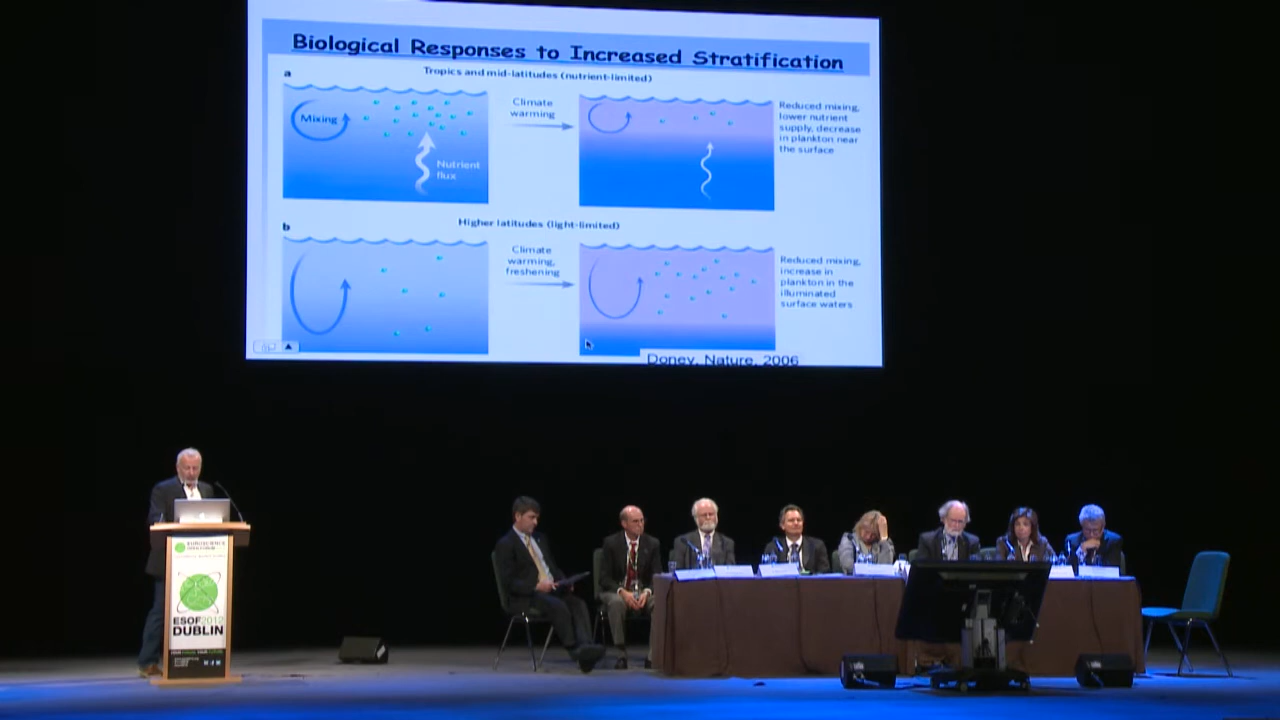 Biological Responses to Increased Stratification
a
Tropics and mid-latitudes (nutrient-limited)
Mixing
Nutrient
flux
Climate
warming
Reduced mixing,
lower nutrient
supply, decrease
in plankton near
the surface
b
Higher latitudes (light-limited)
Climate
warming,
freshening
Reduced mixing,
increase in
plankton in the
illuminated
surface waters
Doney, Nature, 2006
EUROSCIENCE
ESOF2012
DUBLIN